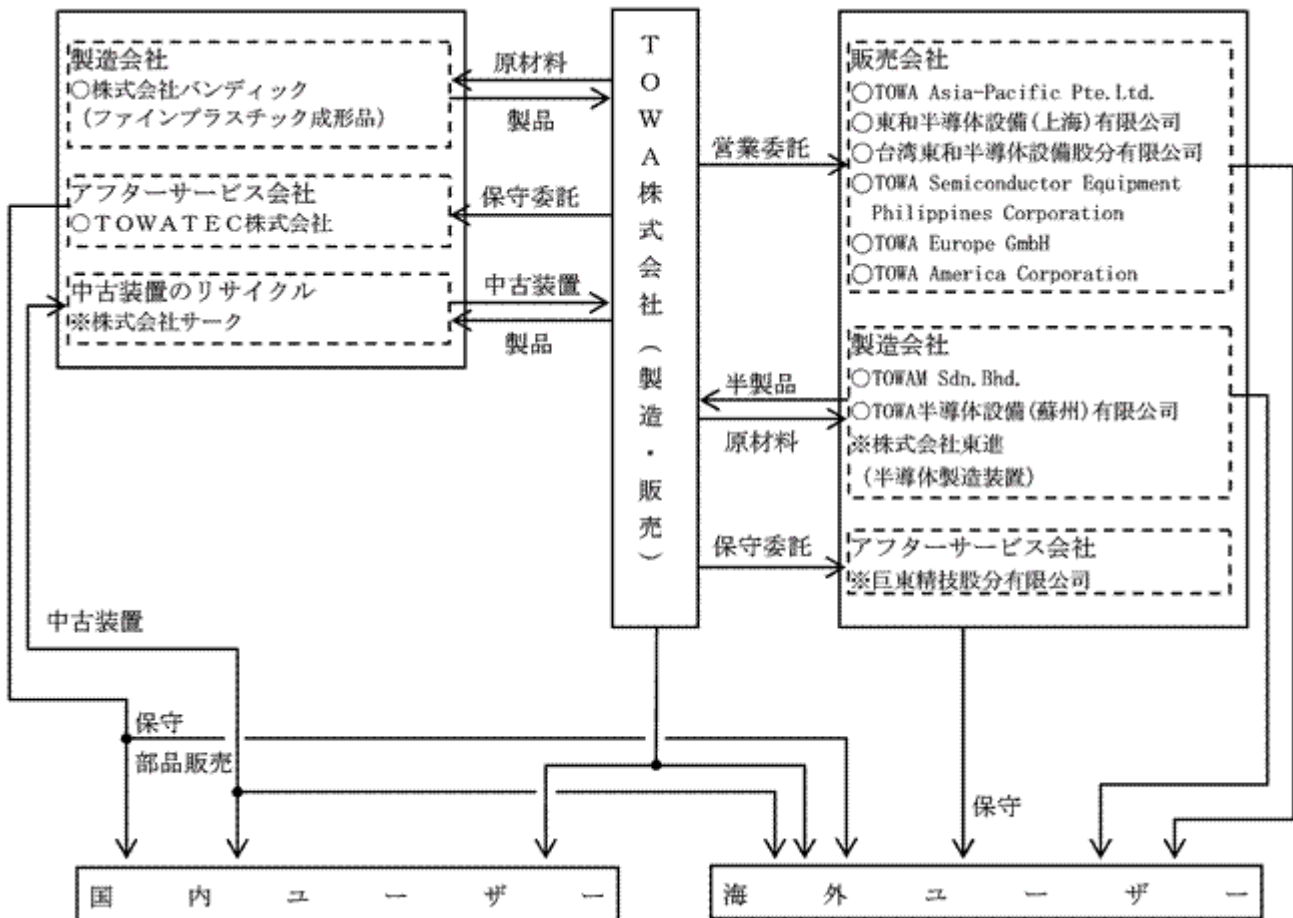 製造会社
○株式会社バンディック
(ファインプラスチック成形品)
アフターサービス会社
○ＴＯＷＡＴＥＣ株式会社
中古装置のリサイクル
※株式会社サーク
原材料
製品
保守委託
中古装置
製品
ＴＯＷＡ株式会社（製造・販売）
営業委託
半製品
原材料
保守委託
販売会社
○TOWA Asia-Pacific Pte.Ltd.
○東和半導体設備(上海)有限公司
○台湾東和半導体設備股分有限公司
○TOWA Semiconductor Equipment
Philippines Corporation
○TOWA Europe GmbH
○TOWA America Corporation
製造会社
○TOWAM Sdn.Bhd.
○TOWA半導体設備(蘇州)有限公司
※株式会社東進
(半導体製造装置)
アフターサービス会社
※巨東精技股分有限公司
中古装置
保守
部品販売
保守
国内ユーザー
海外ユーザー